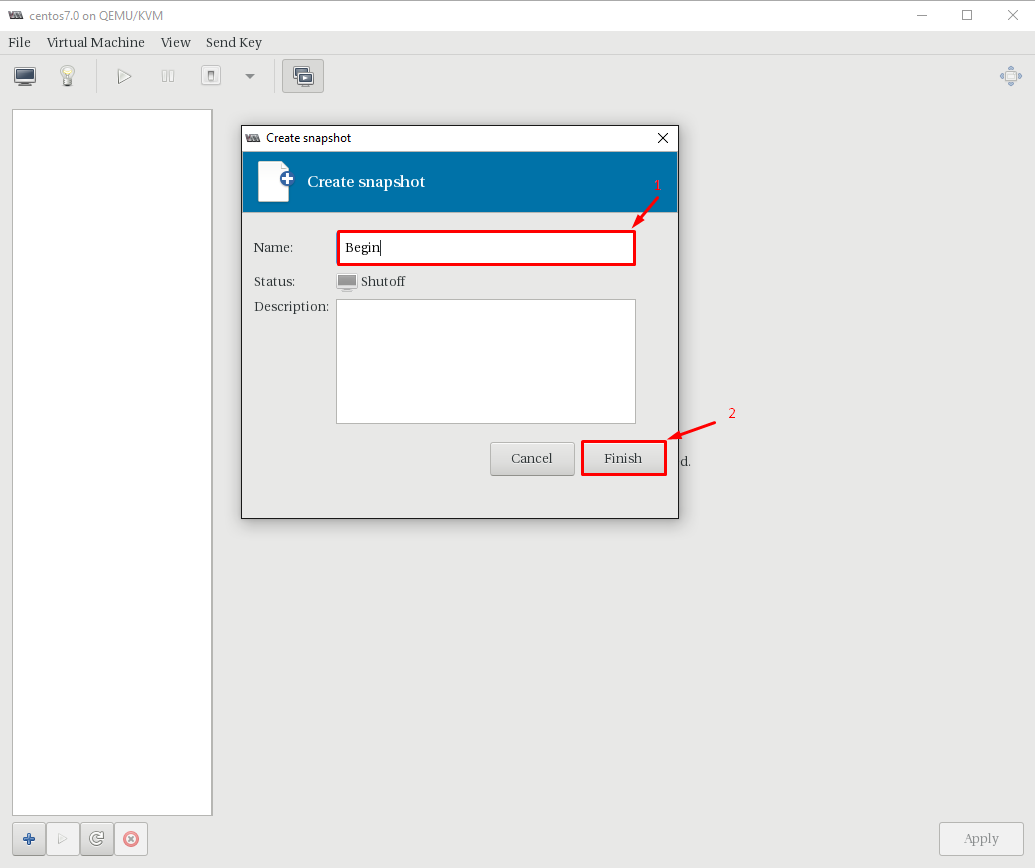 centos7.0 on QEMU/KVM
File Virtual Machine View Send Key
Create snapshot
Create snapshot
1
Name: Begin
Status: Shutoff
Description:
2
Cancel Finish d.
Apply